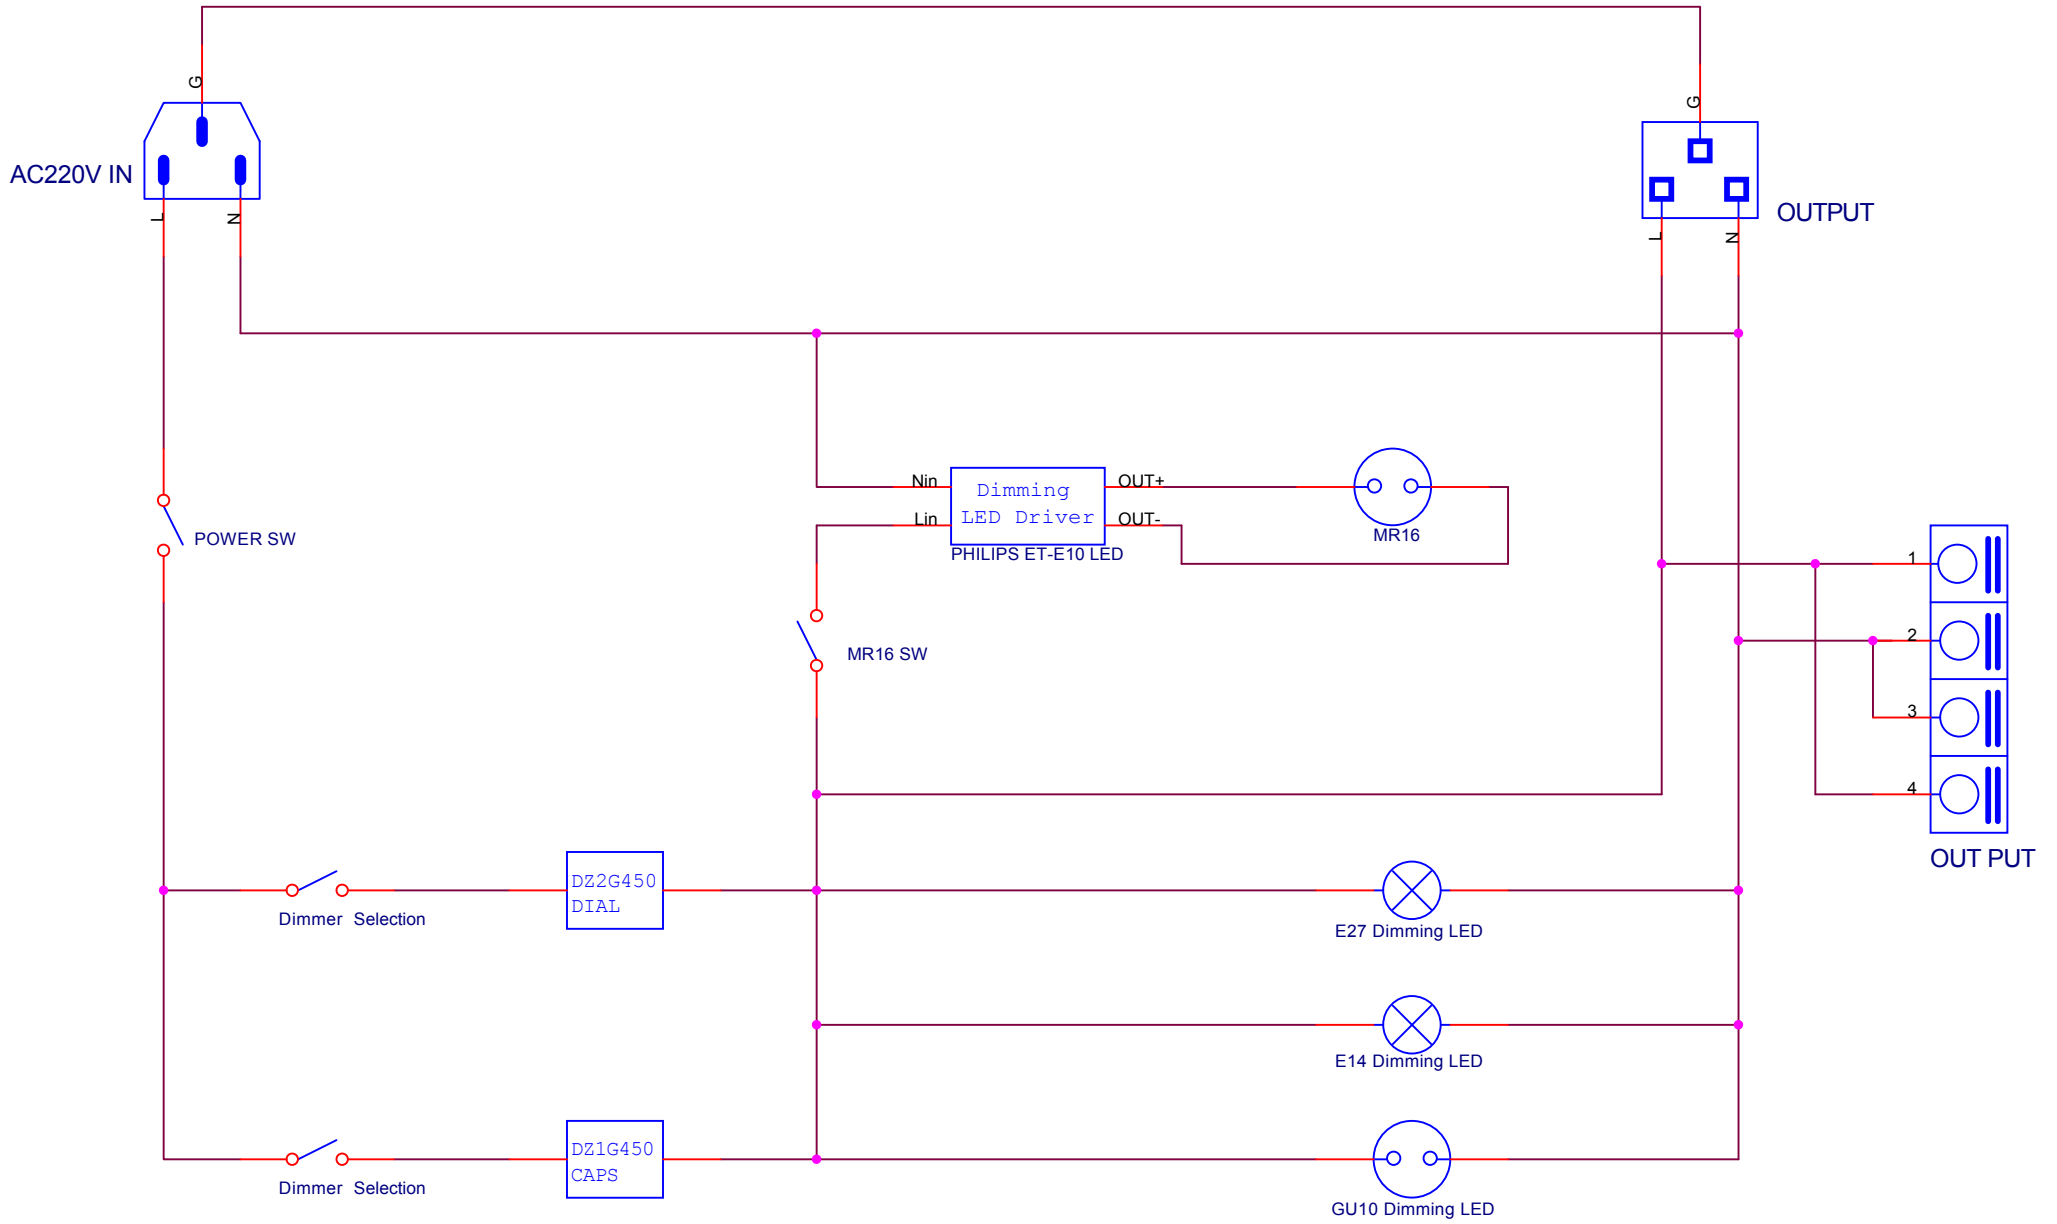 G
G
AC220V IN
OUTPUT
L
N
L
N
Nin
Dimming
OUT+
LED Driver
Lin
OUT-
PHILIPS ET-E10 LED
MR16
POWER SW
1
2
MR16 SW
3
4
OUT PUT
DZ2G450
DIAL
Dimmer Selection
E27 Dimming LED
E14 Dimming LED
DZ1G450
CAPS
Dimmer Selection
GU10 Dimming LED